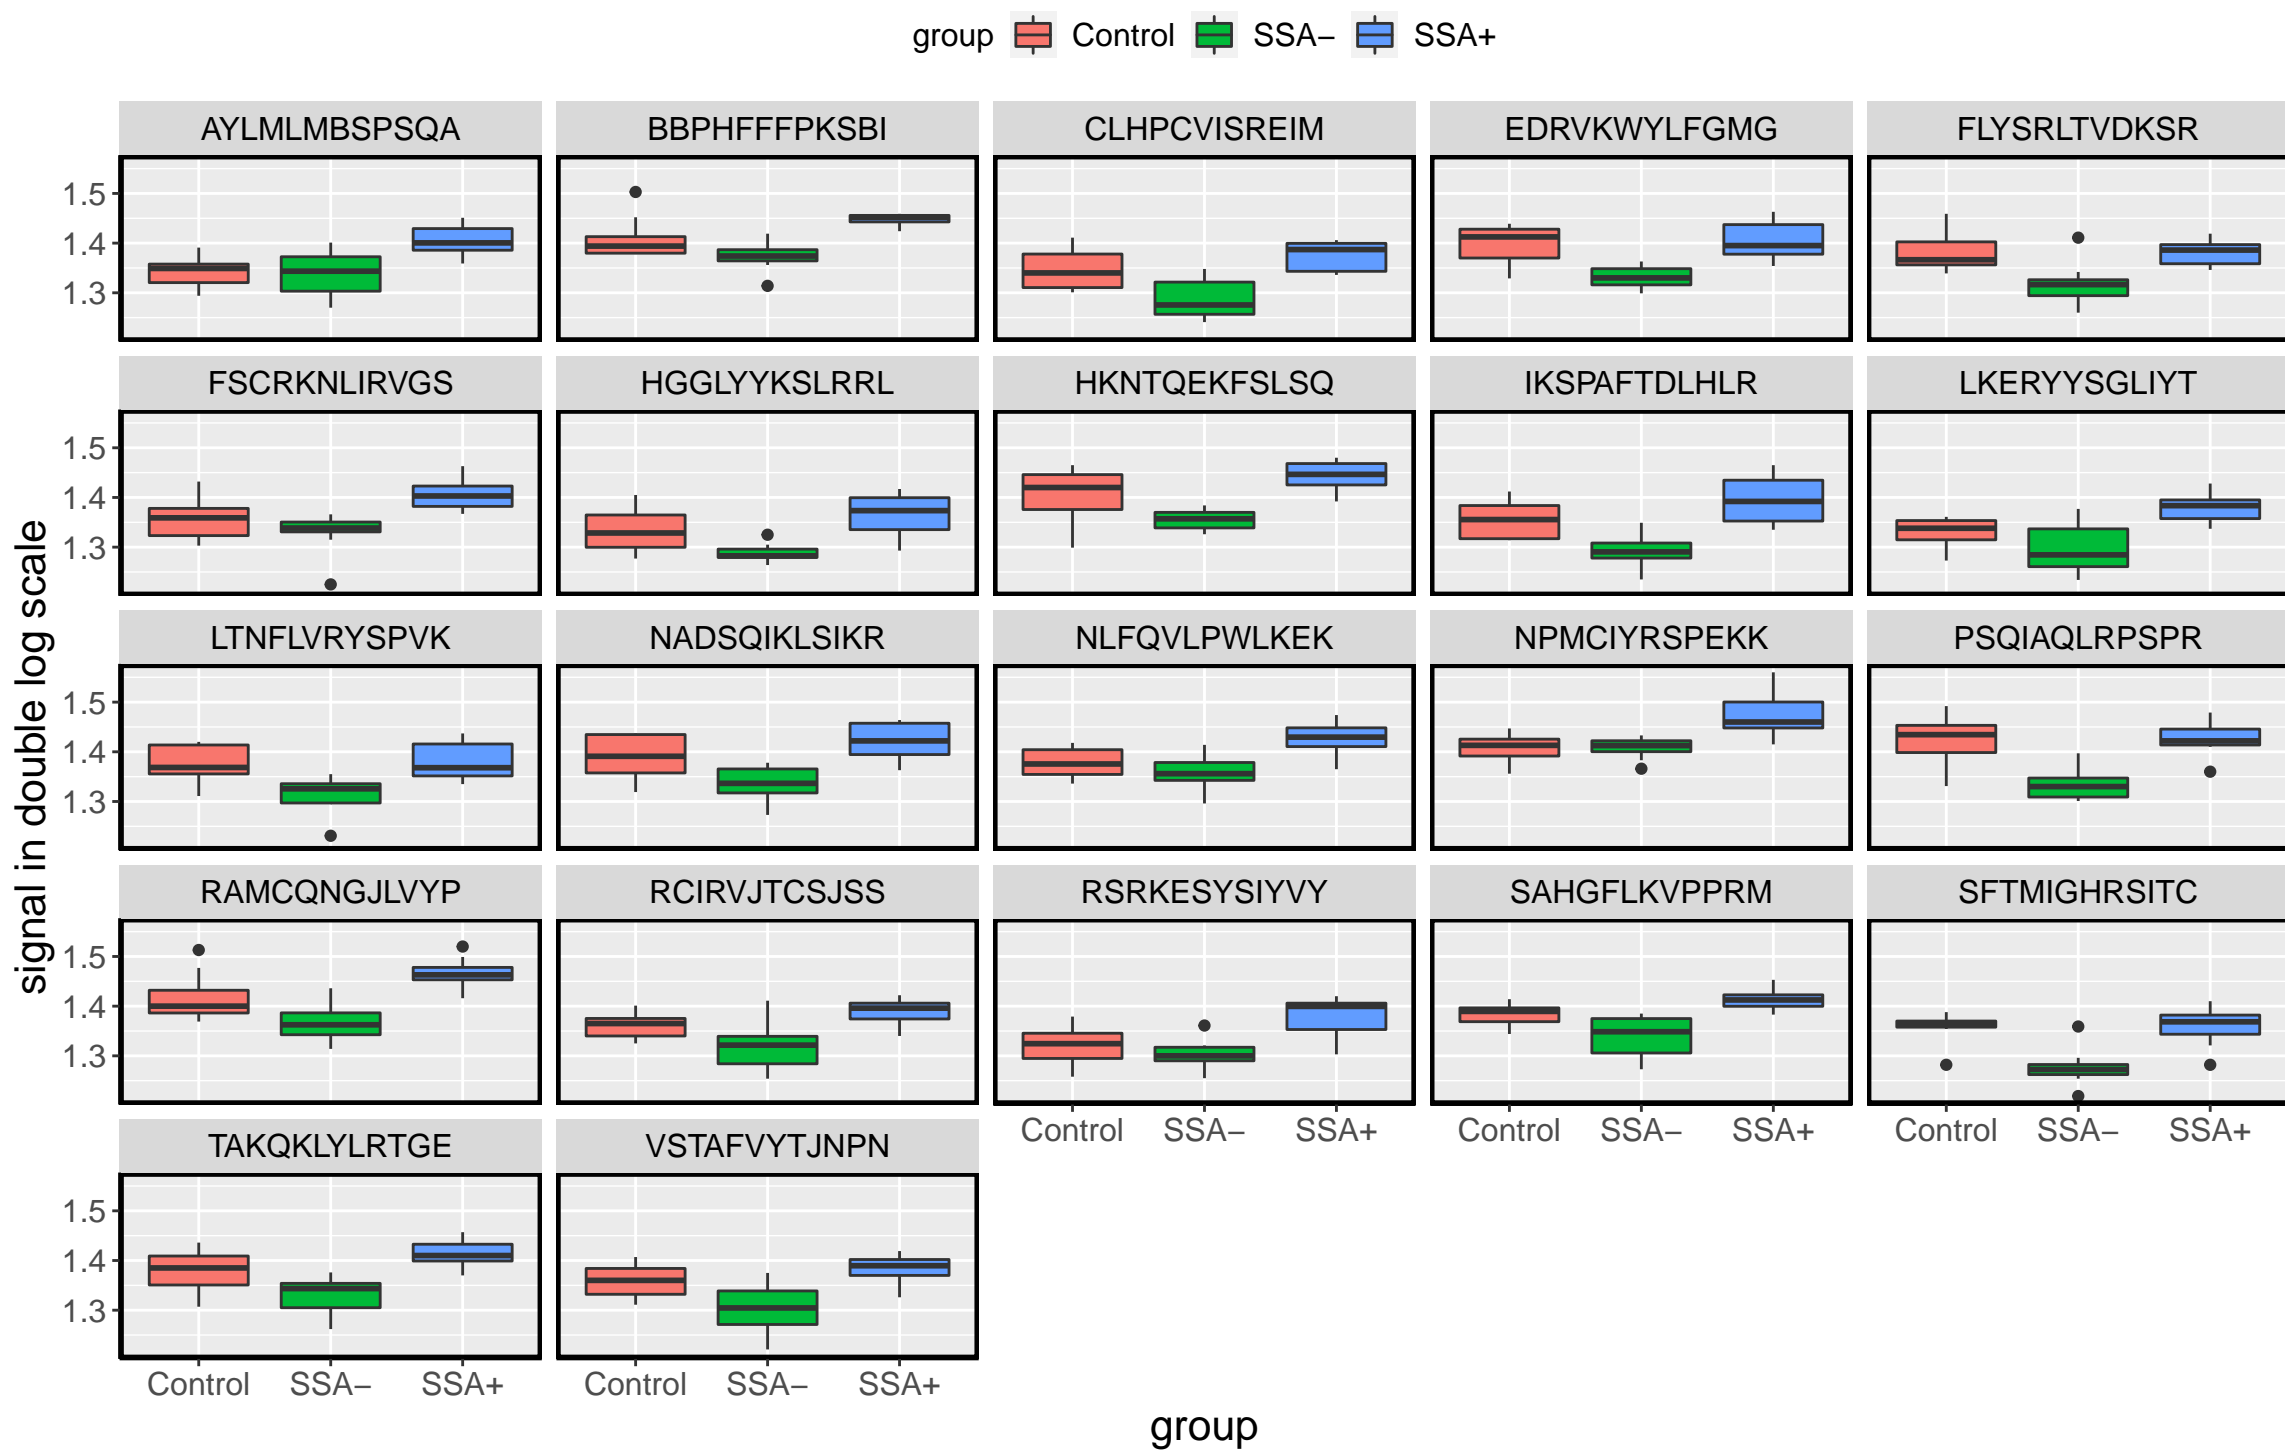 group Control SSA− SSA+
AYLMLMBSPSQA BBPHFFFPKSBI CLHPCVISREIM EDRVKWYLFGMG FLYSRLTVDKSR
1.5
1.4
1.3
FSCRKNLIRVGS HGGLYYKSLRRL HKNTQEKFSLSQ IKSPAFTDLHLR LKERYYSGLIYT
1.5
1.4
1.3
signal in double log scale
LTNFLVRYSPVK NADSQIKLSIKR NLFQVLPWLKEK NPMCIYRSPEKK PSQIAQLRPSPR
1.5
1.4
1.3
RAMCQNGJLVYP RCIRVJTCSJSS RSRKESYSIYVY SAHGFLKVPPRM SFTMIGHRSITC
1.5
1.4
1.3
Control SSA− SSA+ Control SSA− SSA+ Control SSA− SSA+
TAKQKLYLRTGE VSTAFVYTJNPN
1.5
1.4
1.3
Control SSA− SSA+ Control SSA− SSA+
group